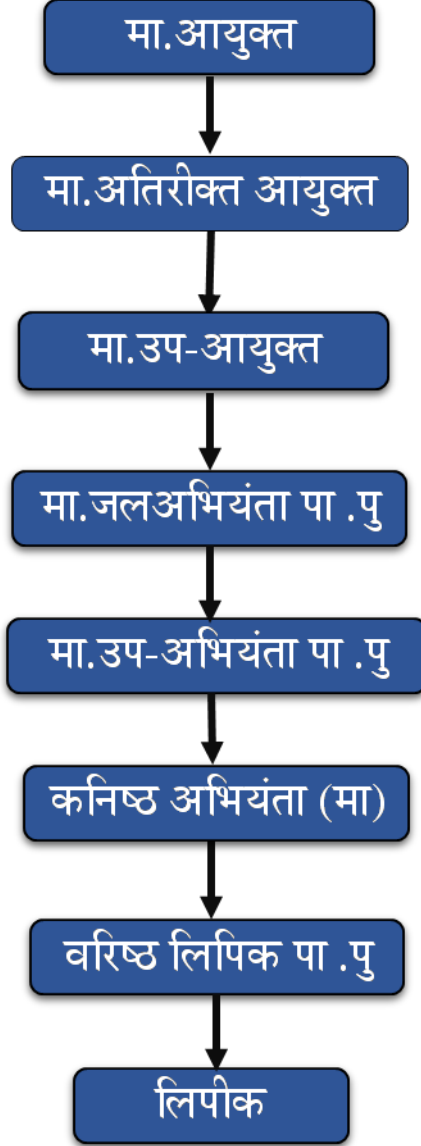 मा.आयुक्त
मा.अतिरीक्त आयुक्त
मा.उप-आयुक्त
मा.जलअभियंता पा .पु
मा.उप-अभियंता पा .पु
कनिष्ठ अभियंता (मा)
वरिष्ठ लिपिक पा .पु
लिपीक